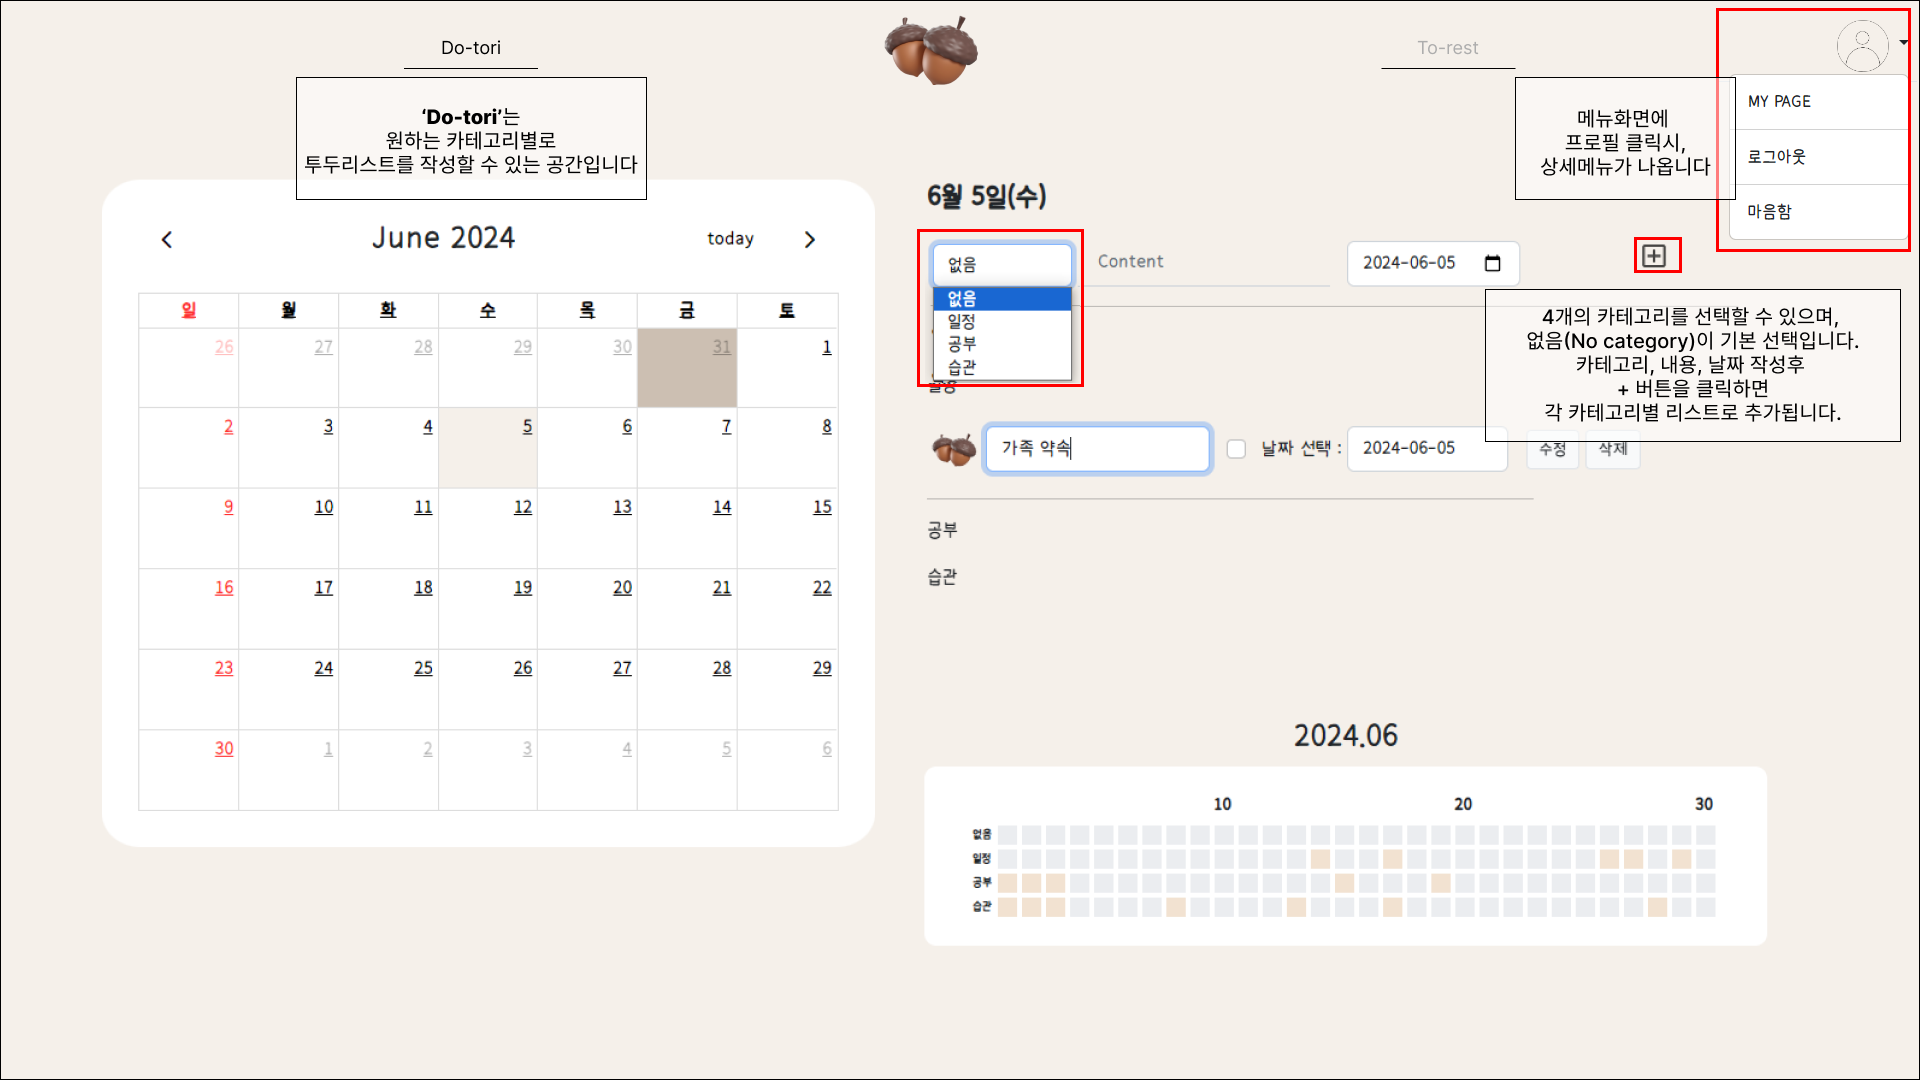 Do-tori
To-rest
‘Do-tori’는
원하는 카테고리별로
투두리스트를 작성할 수 있는 공간입니다
메뉴화면에
프로필 클릭시,
상세메뉴가 나옵니다
MY PAGE
로그아웃
마음함
June 2024
today
일 월 화 수 목 금 토
26 27 28 29 30 31 1
2 3 4 5 6 7 8
9 10 11 12 13 14 15
16 17 18 19 20 21 22
23 24 25 26 27 28 29
30 1 2 3 4 5 6
6월 5일(수)
없음
Content
2024-06-05
없음
일정
공부
습관
4개의 카테고리를 선택할 수 있으며,
없음(No category)이 기본 선택입니다.
카테고리, 내용, 날짜 작성후
+ 버튼을 클릭하면
각 카테고리별 리스트로 추가됩니다.
가족 약속
날짜 선택 :
2024-06-05
수정
삭제
공부
습관
2024.06
10 20 30
없음
일정
공부
습관